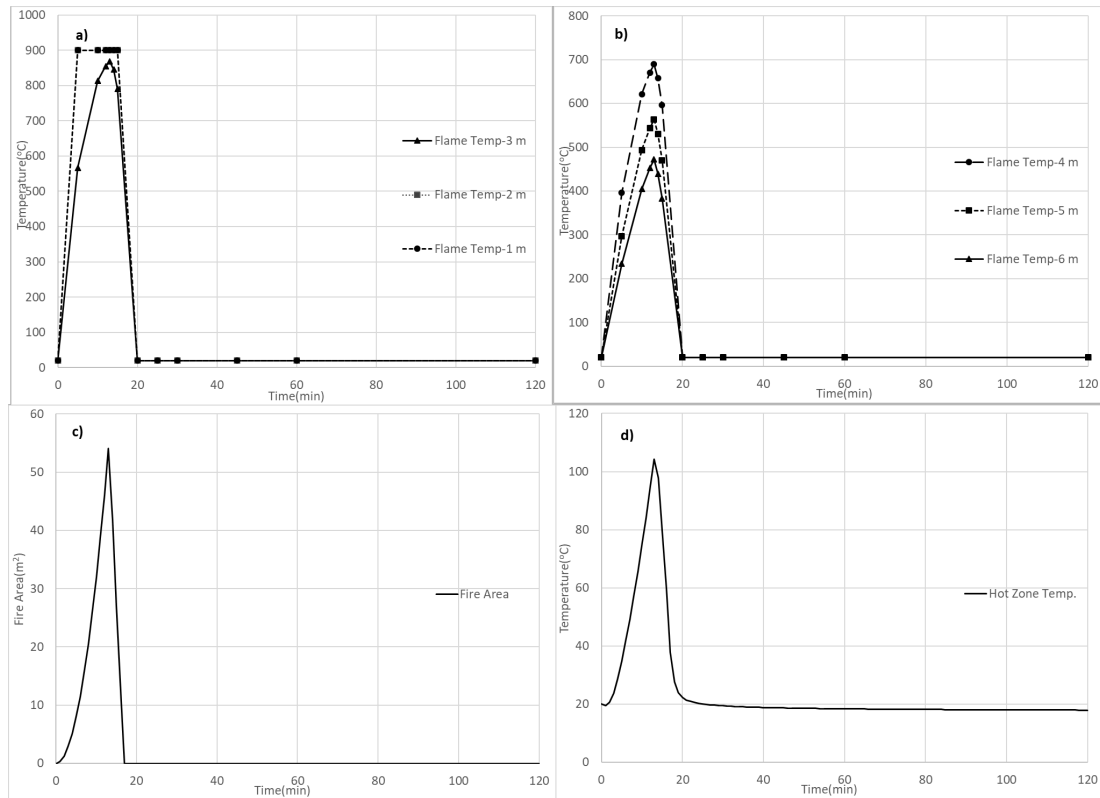 a)
1000
900
800
700
600
500
400
300
200
100
0
Temperature(°C)
Flame Temp-3 m
Flame Temp-2 m
Flame Temp-1 m
0 20 40 60 80 100 120
Time(min)
b)
800
700
600
500
400
300
200
100
0
Temperature(°C)
Flame Temp-4 m
Flame Temp-5 m
Flame Temp-6 m
0 20 40 60 80 100 120
Time(min)
c)
60
50
40
30
20
10
0
Fire Area(m²)
Fire Area
0 20 40 60 80 100 120
Time(min)
d)
120
100
80
60
40
20
0
Temperature(°C)
Hot Zone Temp.
0 20 40 60 80 100 120
Time(min)